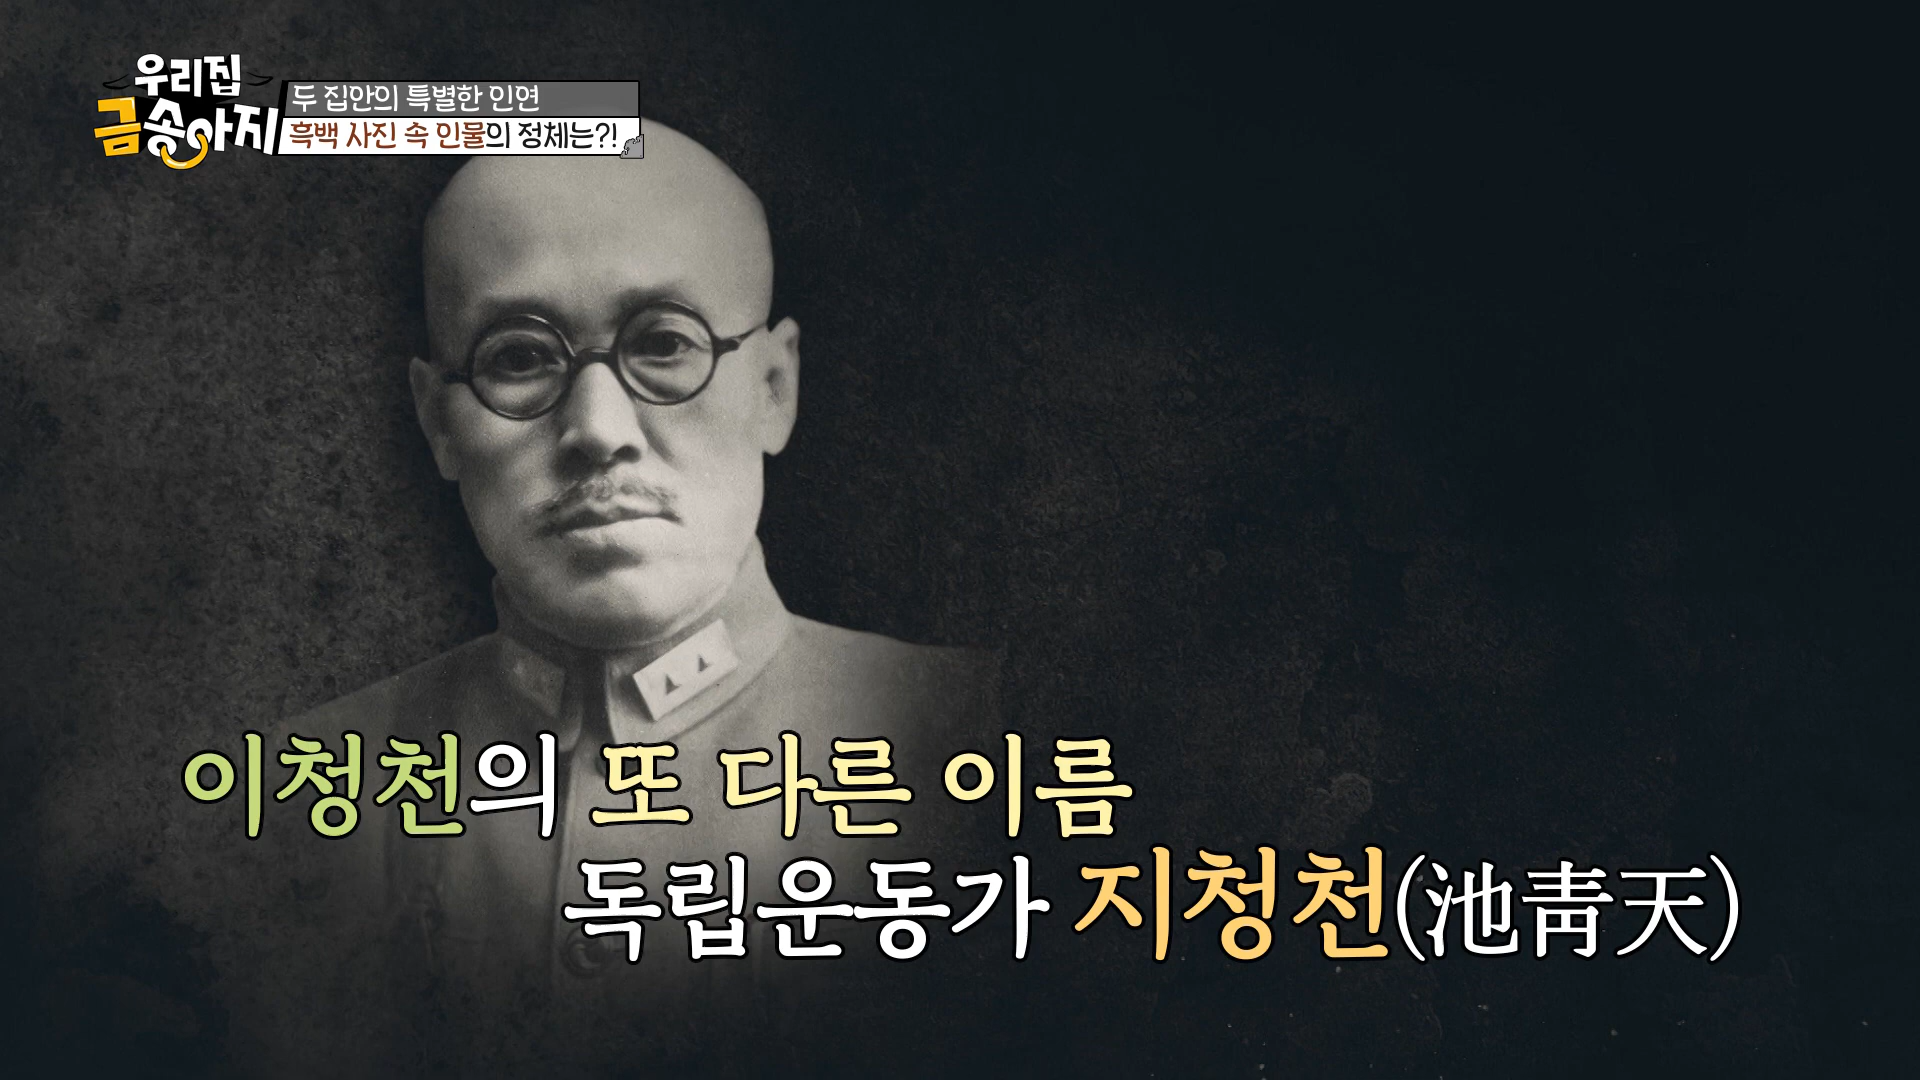 우리집
금송아지
두 집안의 특별한 인연
흑백 사진 속 인물의 정체는?!
이청천의 또 다른 이름
독립운동가 지청천(池靑天)